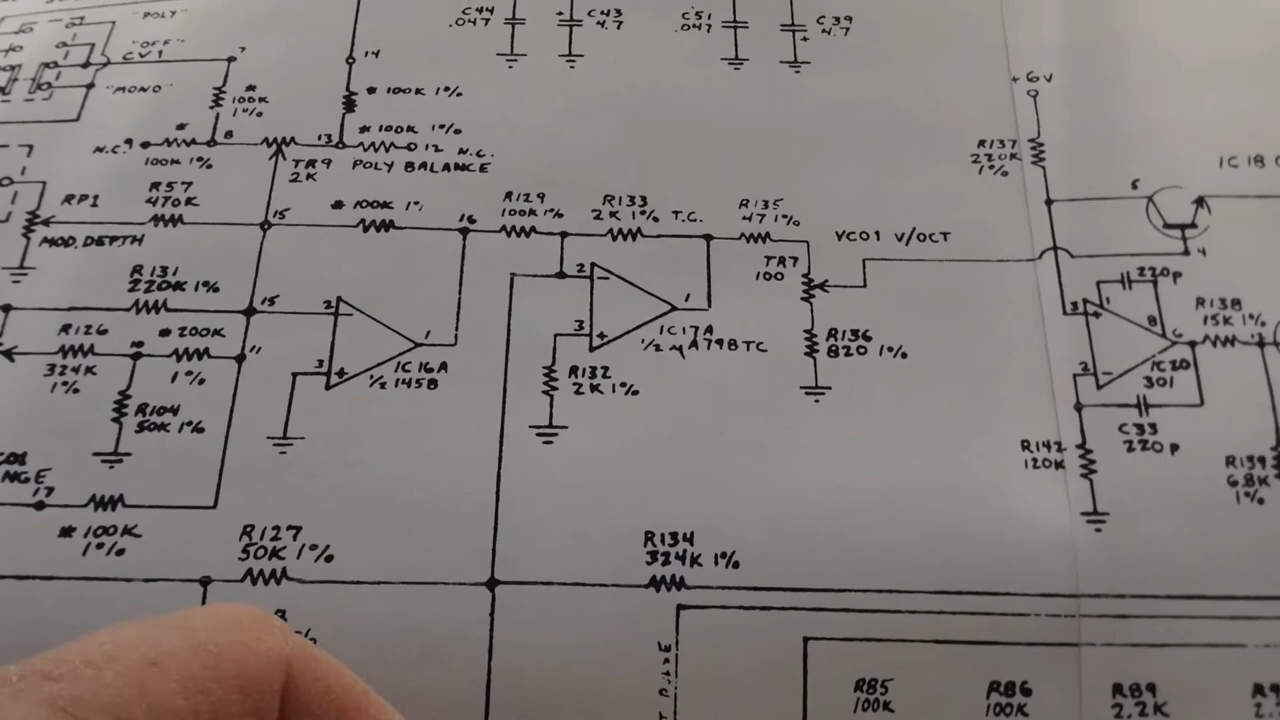 "POLY"
"OFF"
CV1
"MONO"
7
*
100K
1%
N.C. 9
*
100K 1%
8
TR9
2K
POLY BALANCE
13
14
* 100K 1%
* 100K 1%
12 N.C.
C44
.047
+ C43
4.7
C51
.047
C39
4.7
+
RP1
MOD. DEPTH
R57
470K
15
* 100K 1%
16
R129
100K 1%
R133
2K 1% T.C.
R135
47 1%
VCO1 V/OCT
TR7
100
R136
820 1%
R131
220K 1%
15
R126
324K
1%
10
* 200K
1%
11
R104
50K 1%
2
-
3
+
1
IC16A
1/2 1458
2
-
3
+
1
IC17A
1/2 μA798TC
R132
2K 1%
+6V
R137
220K
1%
5
4
IC18
220p
3
+
1
8
6
2
-
IC20
301
R138
15K 1%
C33
220p
R142
120K
R139
6.8K
1%
NGE
17
* 100K
1%
R127
50K 1%
R134
324K 1%
R85
100K
R86
100K
R89
2.2K